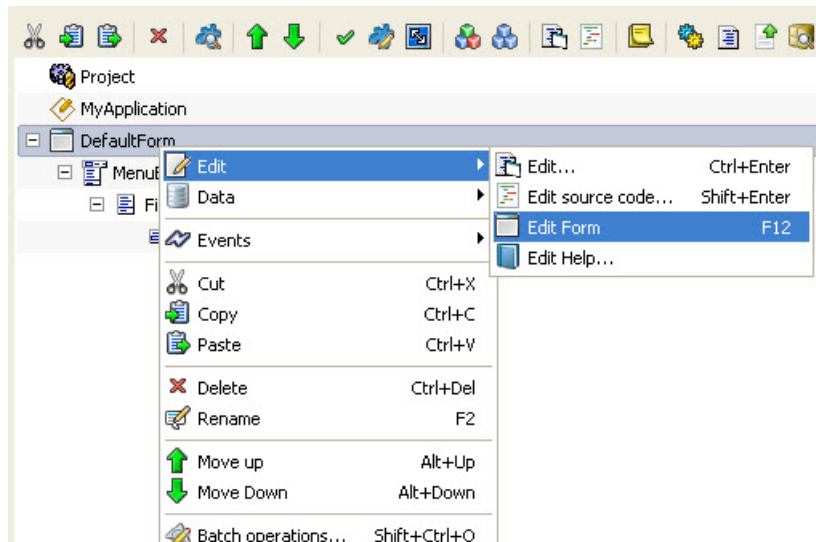 Project
MyApplication
DefaultForm
Edit
Edit... Ctrl+Enter
Data
Edit source code... Shift+Enter
Edit Form F12
Events
Edit Help...
Cut Ctrl+X
Copy Ctrl+C
Paste Ctrl+V
Delete Ctrl+Del
Rename F2
Move up Alt+Up
Move Down Alt+Down
Batch operations... Shift+Ctrl+O